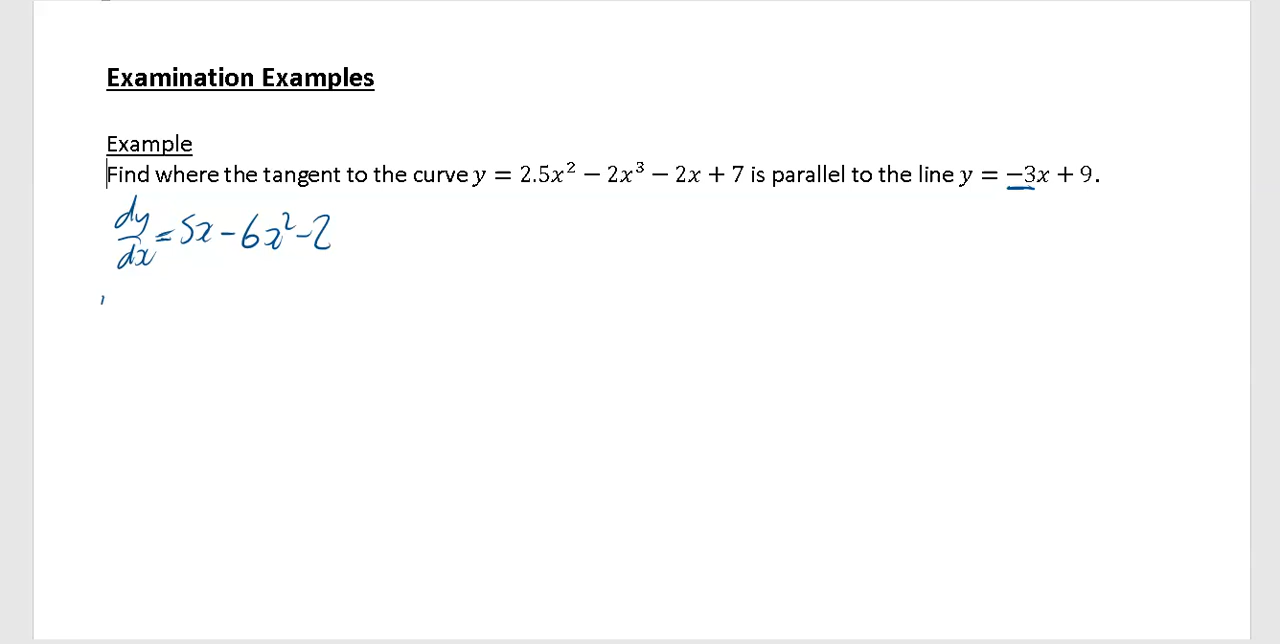 Examination Examples
Example
Find where the tangent to the curve y = 2.5x² − 2x³ − 2x + 7 is parallel to the line y = −3x + 9.
dy/dx = 5x − 6x² − 2